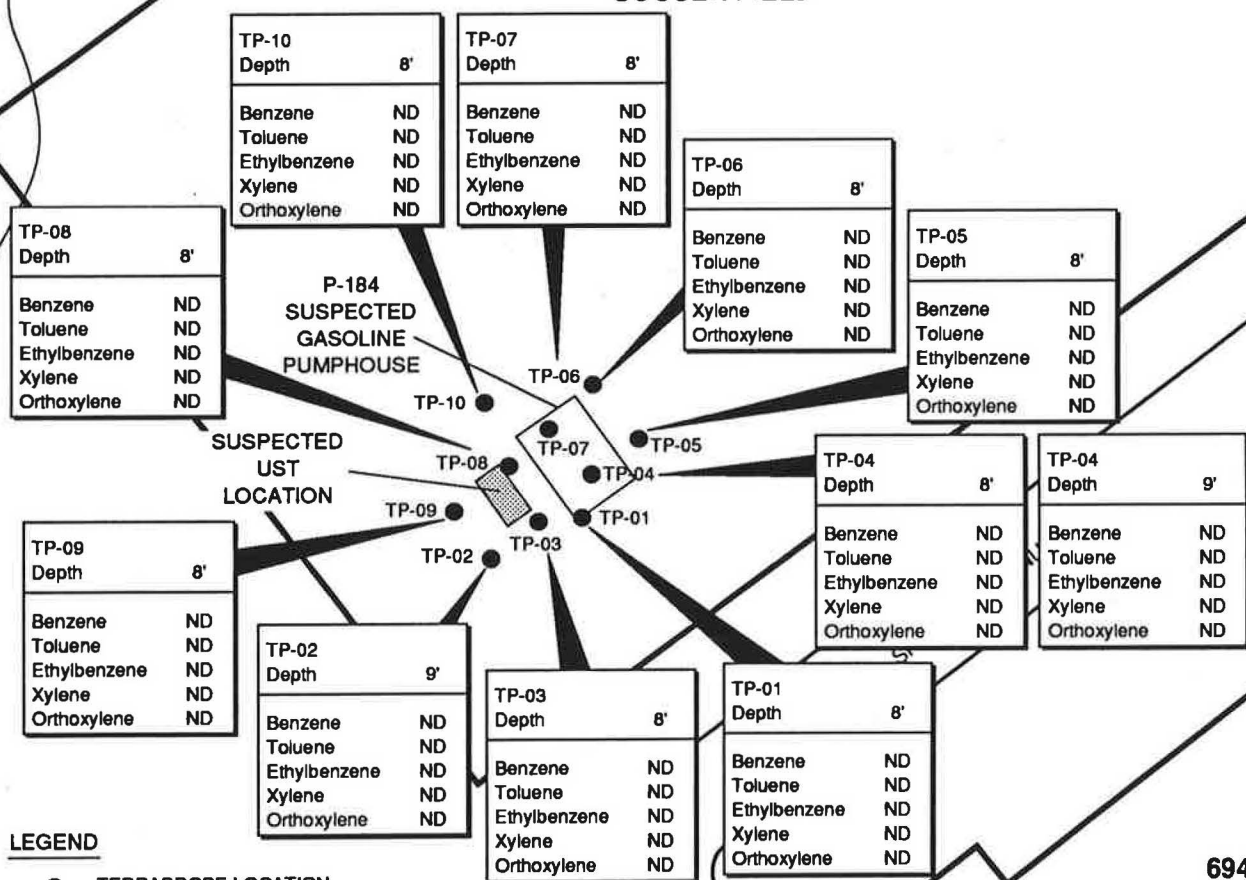 TP-10
Depth 8'
Benzene ND
Toluene ND
Ethylbenzene ND
Xylene ND
Orthoxylene ND
TP-07
Depth 8'
Benzene ND
Toluene ND
Ethylbenzene ND
Xylene ND
Orthoxylene ND
TP-06
Depth 8'
Benzene ND
Toluene ND
Ethylbenzene ND
Xylene ND
Orthoxylene ND
TP-08
Depth 8'
Benzene ND
Toluene ND
Ethylbenzene ND
Xylene ND
Orthoxylene ND
TP-05
Depth 8'
Benzene ND
Toluene ND
Ethylbenzene ND
Xylene ND
Orthoxylene ND
P-184
SUSPECTED
GASOLINE
PUMPHOUSE
TP-06
TP-10
TP-07
TP-05
SUSPECTED
UST
LOCATION
TP-08
TP-04
TP-09
TP-01
TP-03
TP-02
TP-04
Depth 8'
Benzene ND
Toluene ND
Ethylbenzene ND
Xylene ND
Orthoxylene ND
TP-04
Depth 9'
Benzene ND
Toluene ND
Ethylbenzene ND
Xylene ND
Orthoxylene ND
TP-09
Depth 8'
Benzene ND
Toluene ND
Ethylbenzene ND
Xylene ND
Orthoxylene ND
TP-02
Depth 9'
Benzene ND
Toluene ND
Ethylbenzene ND
Xylene ND
Orthoxylene ND
TP-03
Depth 8'
Benzene ND
Toluene ND
Ethylbenzene ND
Xylene ND
Orthoxylene ND
TP-01
Depth 8'
Benzene ND
Toluene ND
Ethylbenzene ND
Xylene ND
Orthoxylene ND
LEGEND
694